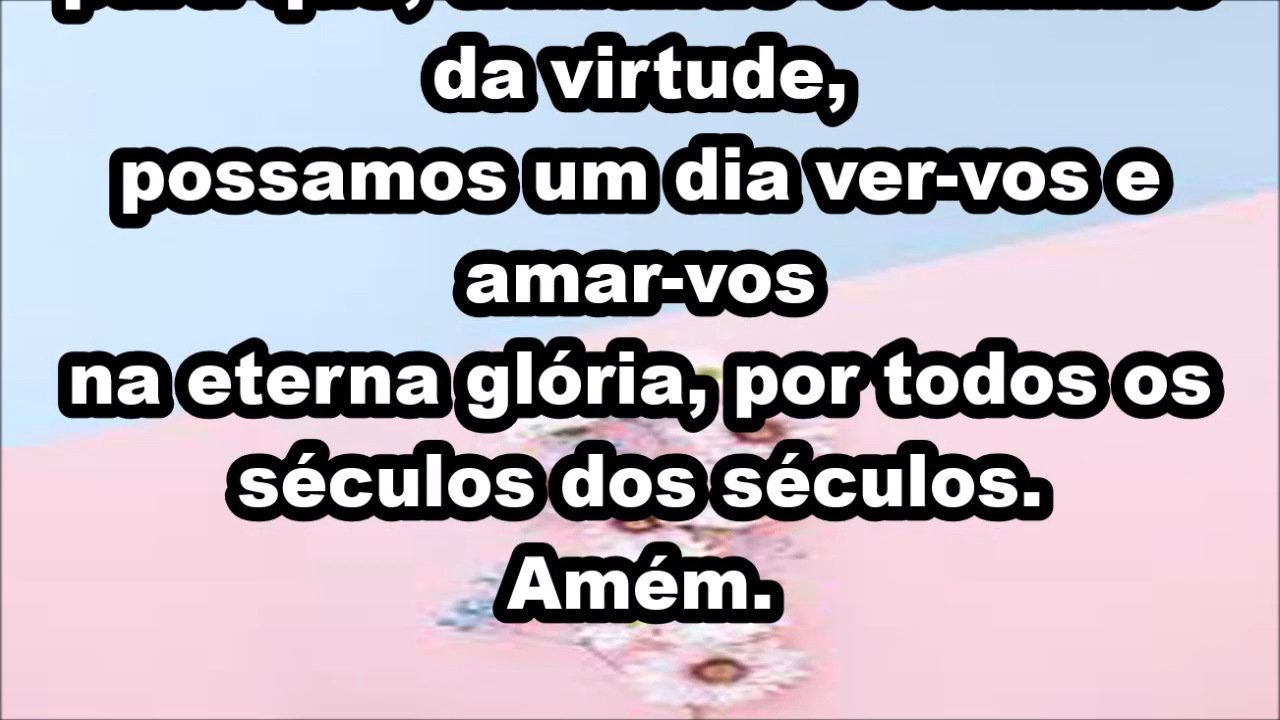 da virtude,
possamos um dia ver-vos e
amar-vos
na eterna glória, por todos os
séculos dos séculos.
Amém.